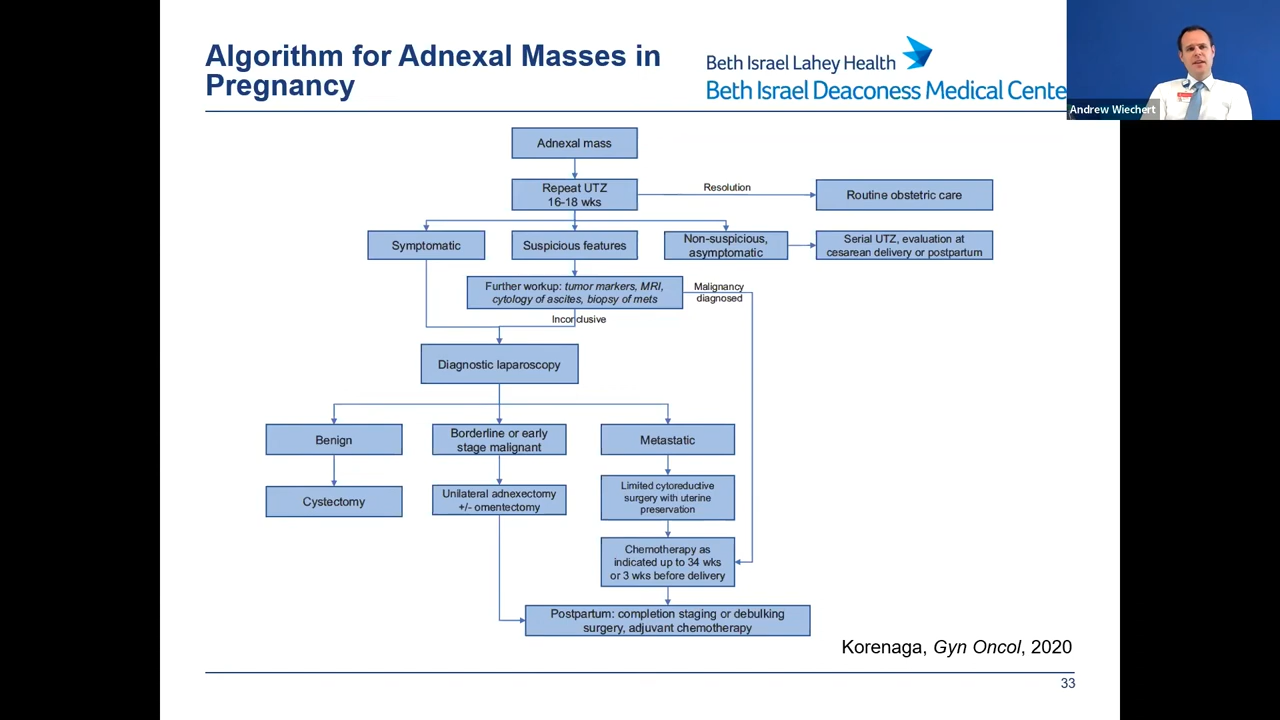 Algorithm for Adnexal Masses in
Pregnancy
Beth Israel Lahey Health
Beth Israel Deaconess Medical Cente
Andrew Wiechert
Adnexal mass
Repeat UTZ
16-18 wks
Resolution
Routine obstetric care
Symptomatic
Suspicious features
Non-suspicious,
asymptomatic
Serial UTZ, evaluation at
cesarean delivery or postpartum
Further workup: tumor markers, MRI,
cytology of ascites, biopsy of mets
Malignancy
diagnosed
Inconclusive
Diagnostic laparoscopy
Benign
Borderline or early
stage malignant
Metastatic
Cystectomy
Unilateral adnexectomy
+/- omentectomy
Limited cytoreductive
surgery with uterine
preservation
Chemotherapy as
indicated up to 34 wks
or 3 wks before delivery
Postpartum: completion staging or debulking
surgery, adjuvant chemotherapy
Korenaga, Gyn Oncol, 2020
33